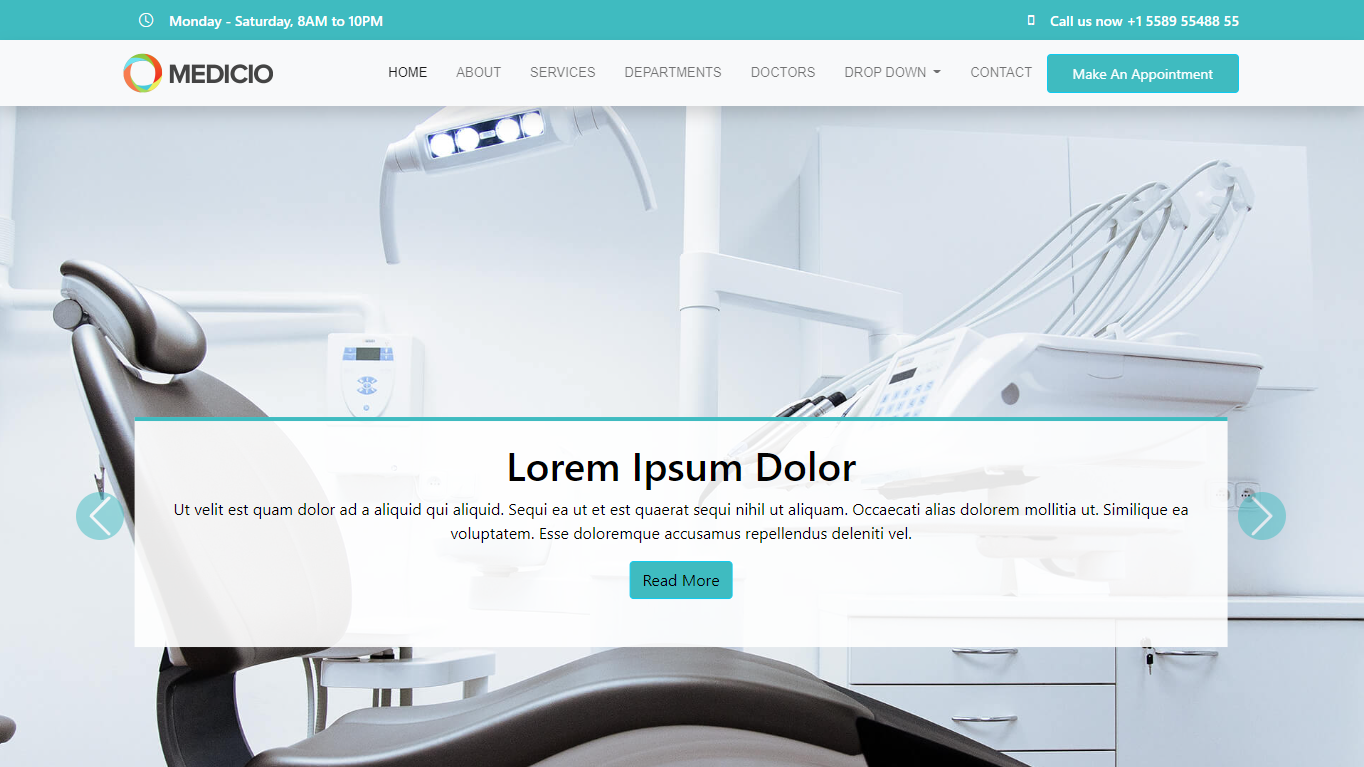 Monday - Saturday, 8AM to 10PM
Call us now +1 5589 55488 55
MEDICIO
HOME ABOUT SERVICES DEPARTMENTS DOCTORS DROP DOWN CONTACT
Make An Appointment
Lorem Ipsum Dolor
Ut velit est quam dolor ad a aliquid qui aliquid. Sequi ea ut et est quaerat sequi nihil ut aliquam. Occaecati alias dolorem mollitia ut. Similique ea
voluptatem. Esse doloremque accusamus repellendus deleniti vel.
Read More